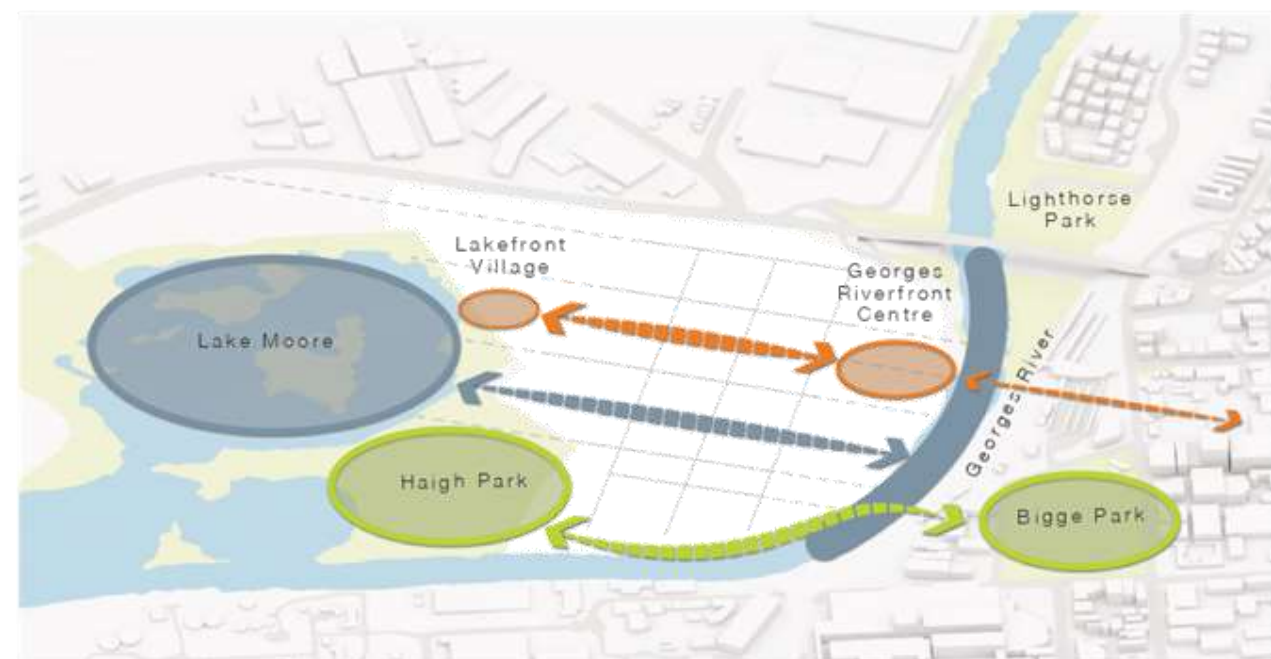 Lighthorse
Park
Lakefront
Village
Georges
Riverfront
Centre
Lake Moore
Georges River
Haigh Park
Bigge Park